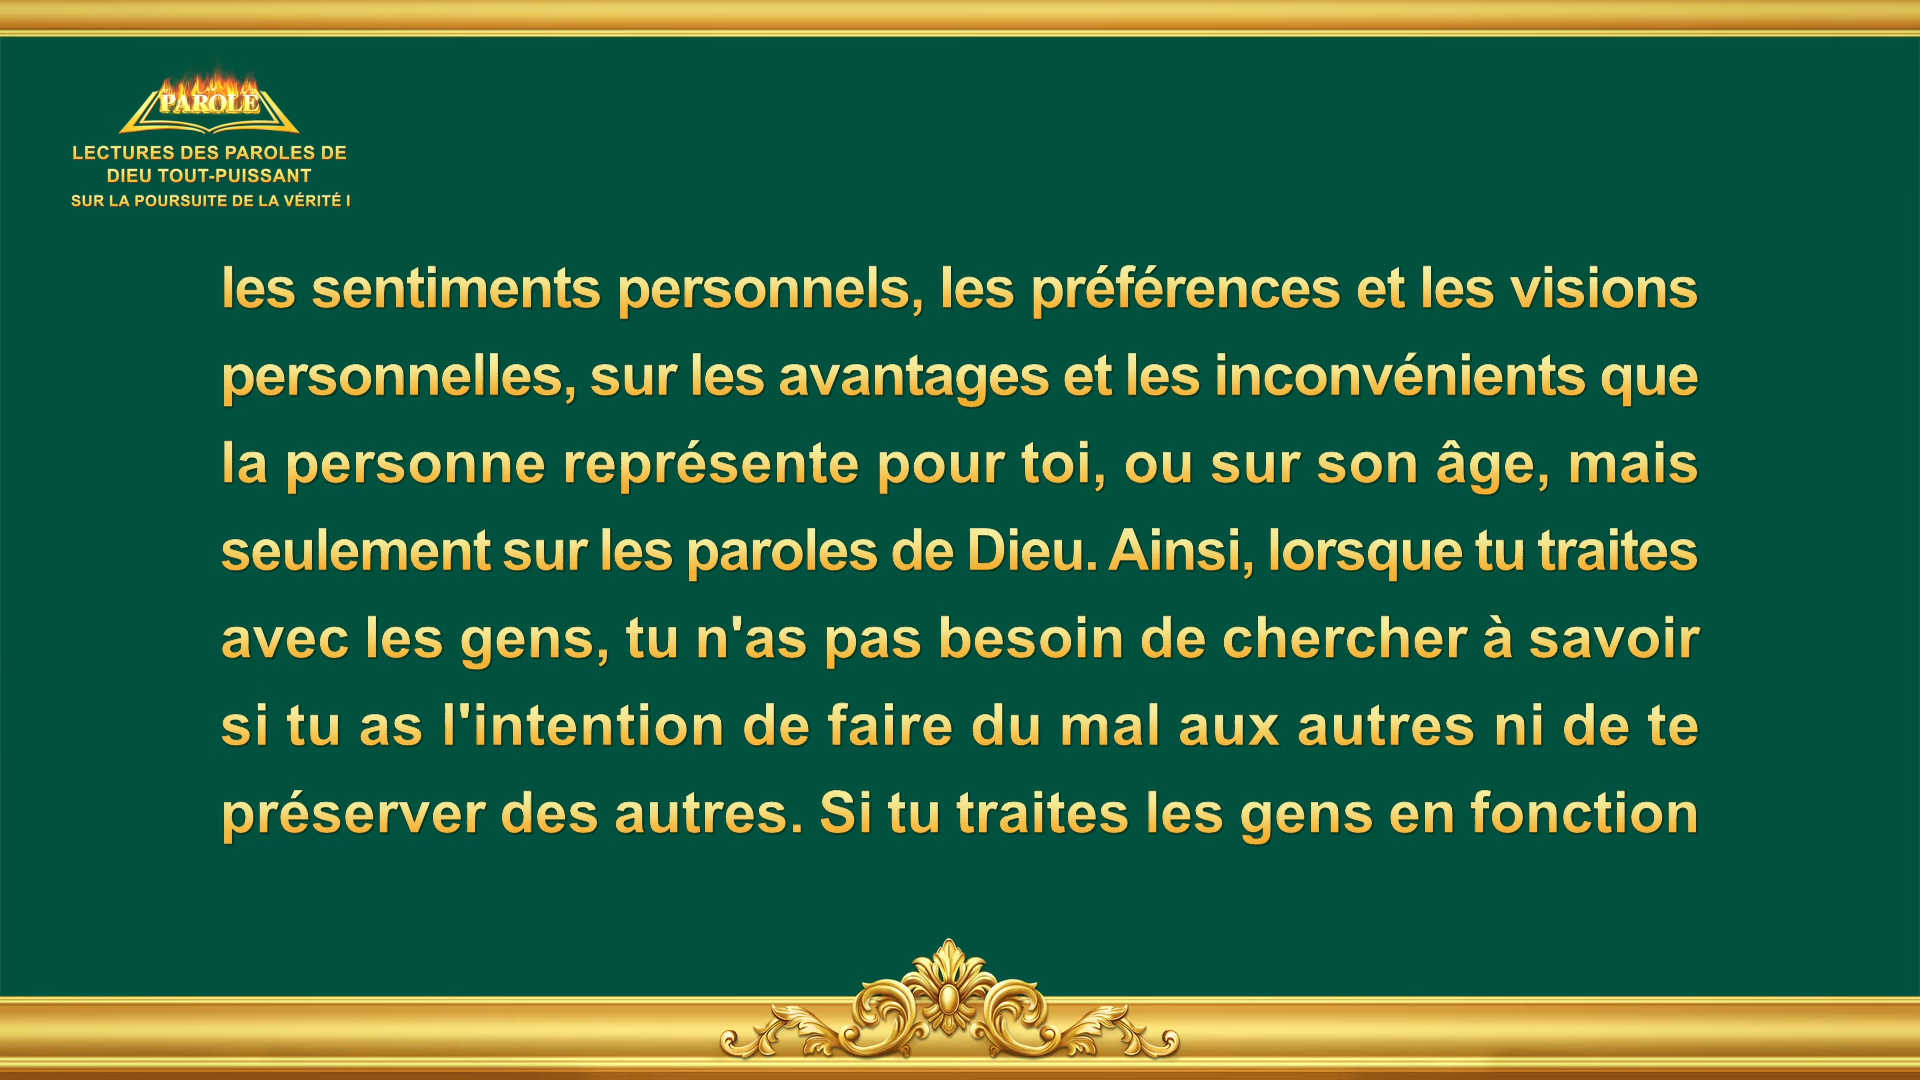 PAROLE
LECTURES DES PAROLES DE
DIEU TOUT-PUISSANT
SUR LA POURSUITE DE LA VÉRITÉ I
les sentiments personnels, les préférences et les visions
personnelles, sur les avantages et les inconvénients que
la personne représente pour toi, ou sur son âge, mais
seulement sur les paroles de Dieu. Ainsi, lorsque tu traites
avec les gens, tu n'as pas besoin de chercher à savoir
si tu as l'intention de faire du mal aux autres ni de te
préserver des autres. Si tu traites les gens en fonction